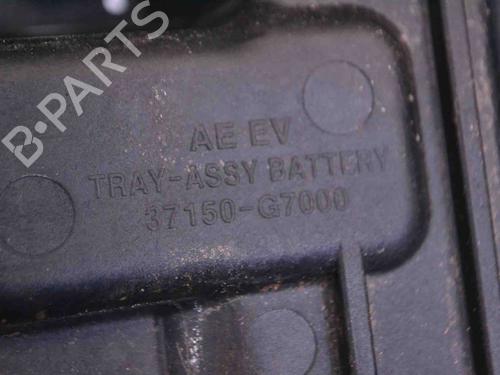 B-PARTS
AE EV
TRAY-ASSY BATTERY
37150-G7000